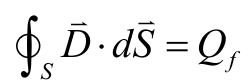 ∮_S D⃗ · dS⃗ = Q_f